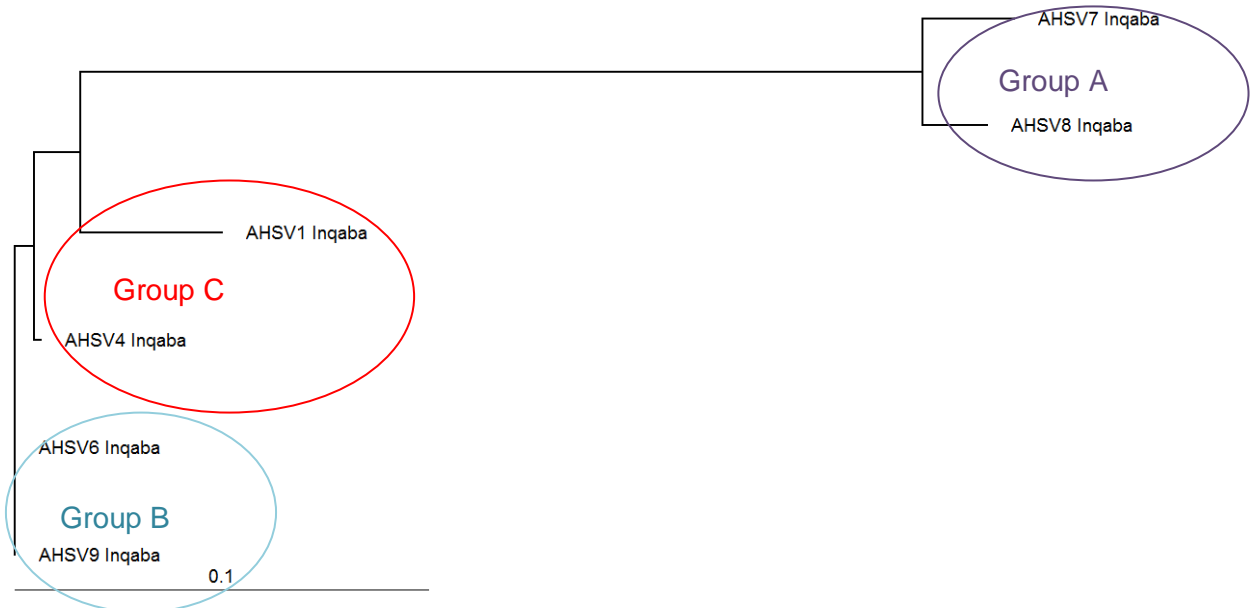 AHSV7 Inqaba
Group A
AHSV8 Inqaba
AHSV1 Inqaba
Group C
AHSV4 Inqaba
AHSV6 Inqaba
Group B
AHSV9 Inqaba
0.1